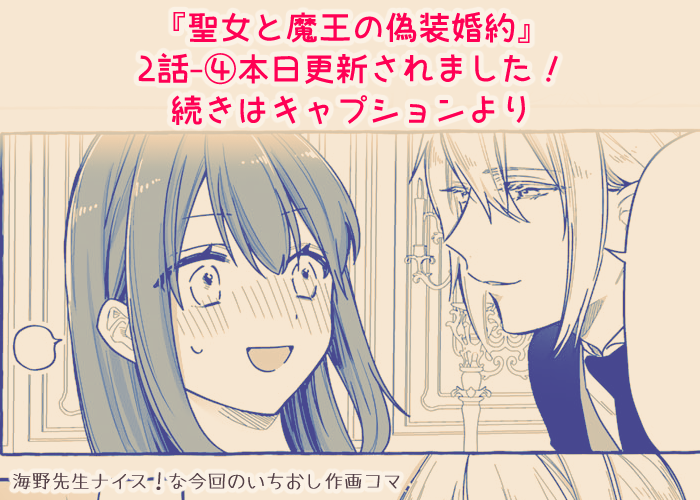 『聖女と魔王の偽装婚約』
2話-④本日更新されました！
続きはキャプションより
海野先生ナイス！な今回のいちおし作画コマ